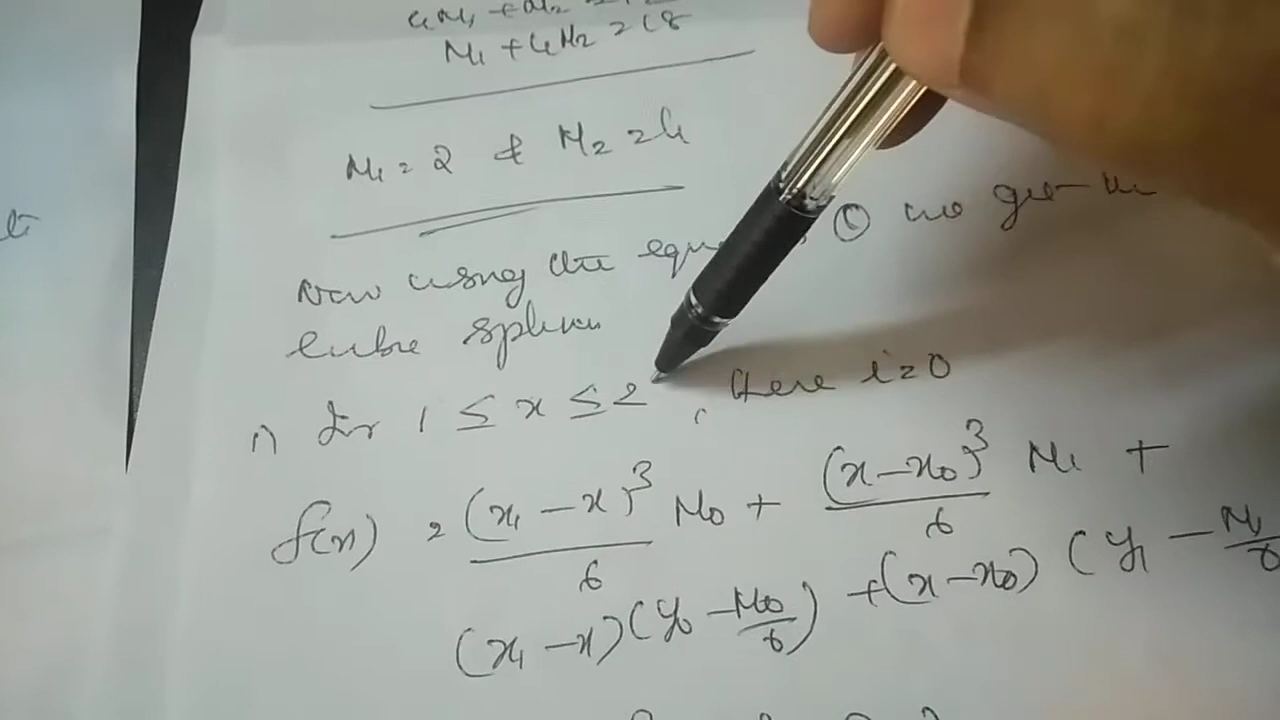 4M₁ + M₂ =
M₁ + 4M₂ = 18
M₁ = 2 & M₂ = 4
Now using the equ ① we get the
cubic spline
1) for 1 ≤ x ≤ 2, Here i = 0
f(x) = (x₁ - x)³/6 M₀ + (x - x₀)³/6 M₁ +
(x₁ - x)(y₀ - M₀/6) + (x - x₀)(y₁ - M₁/6